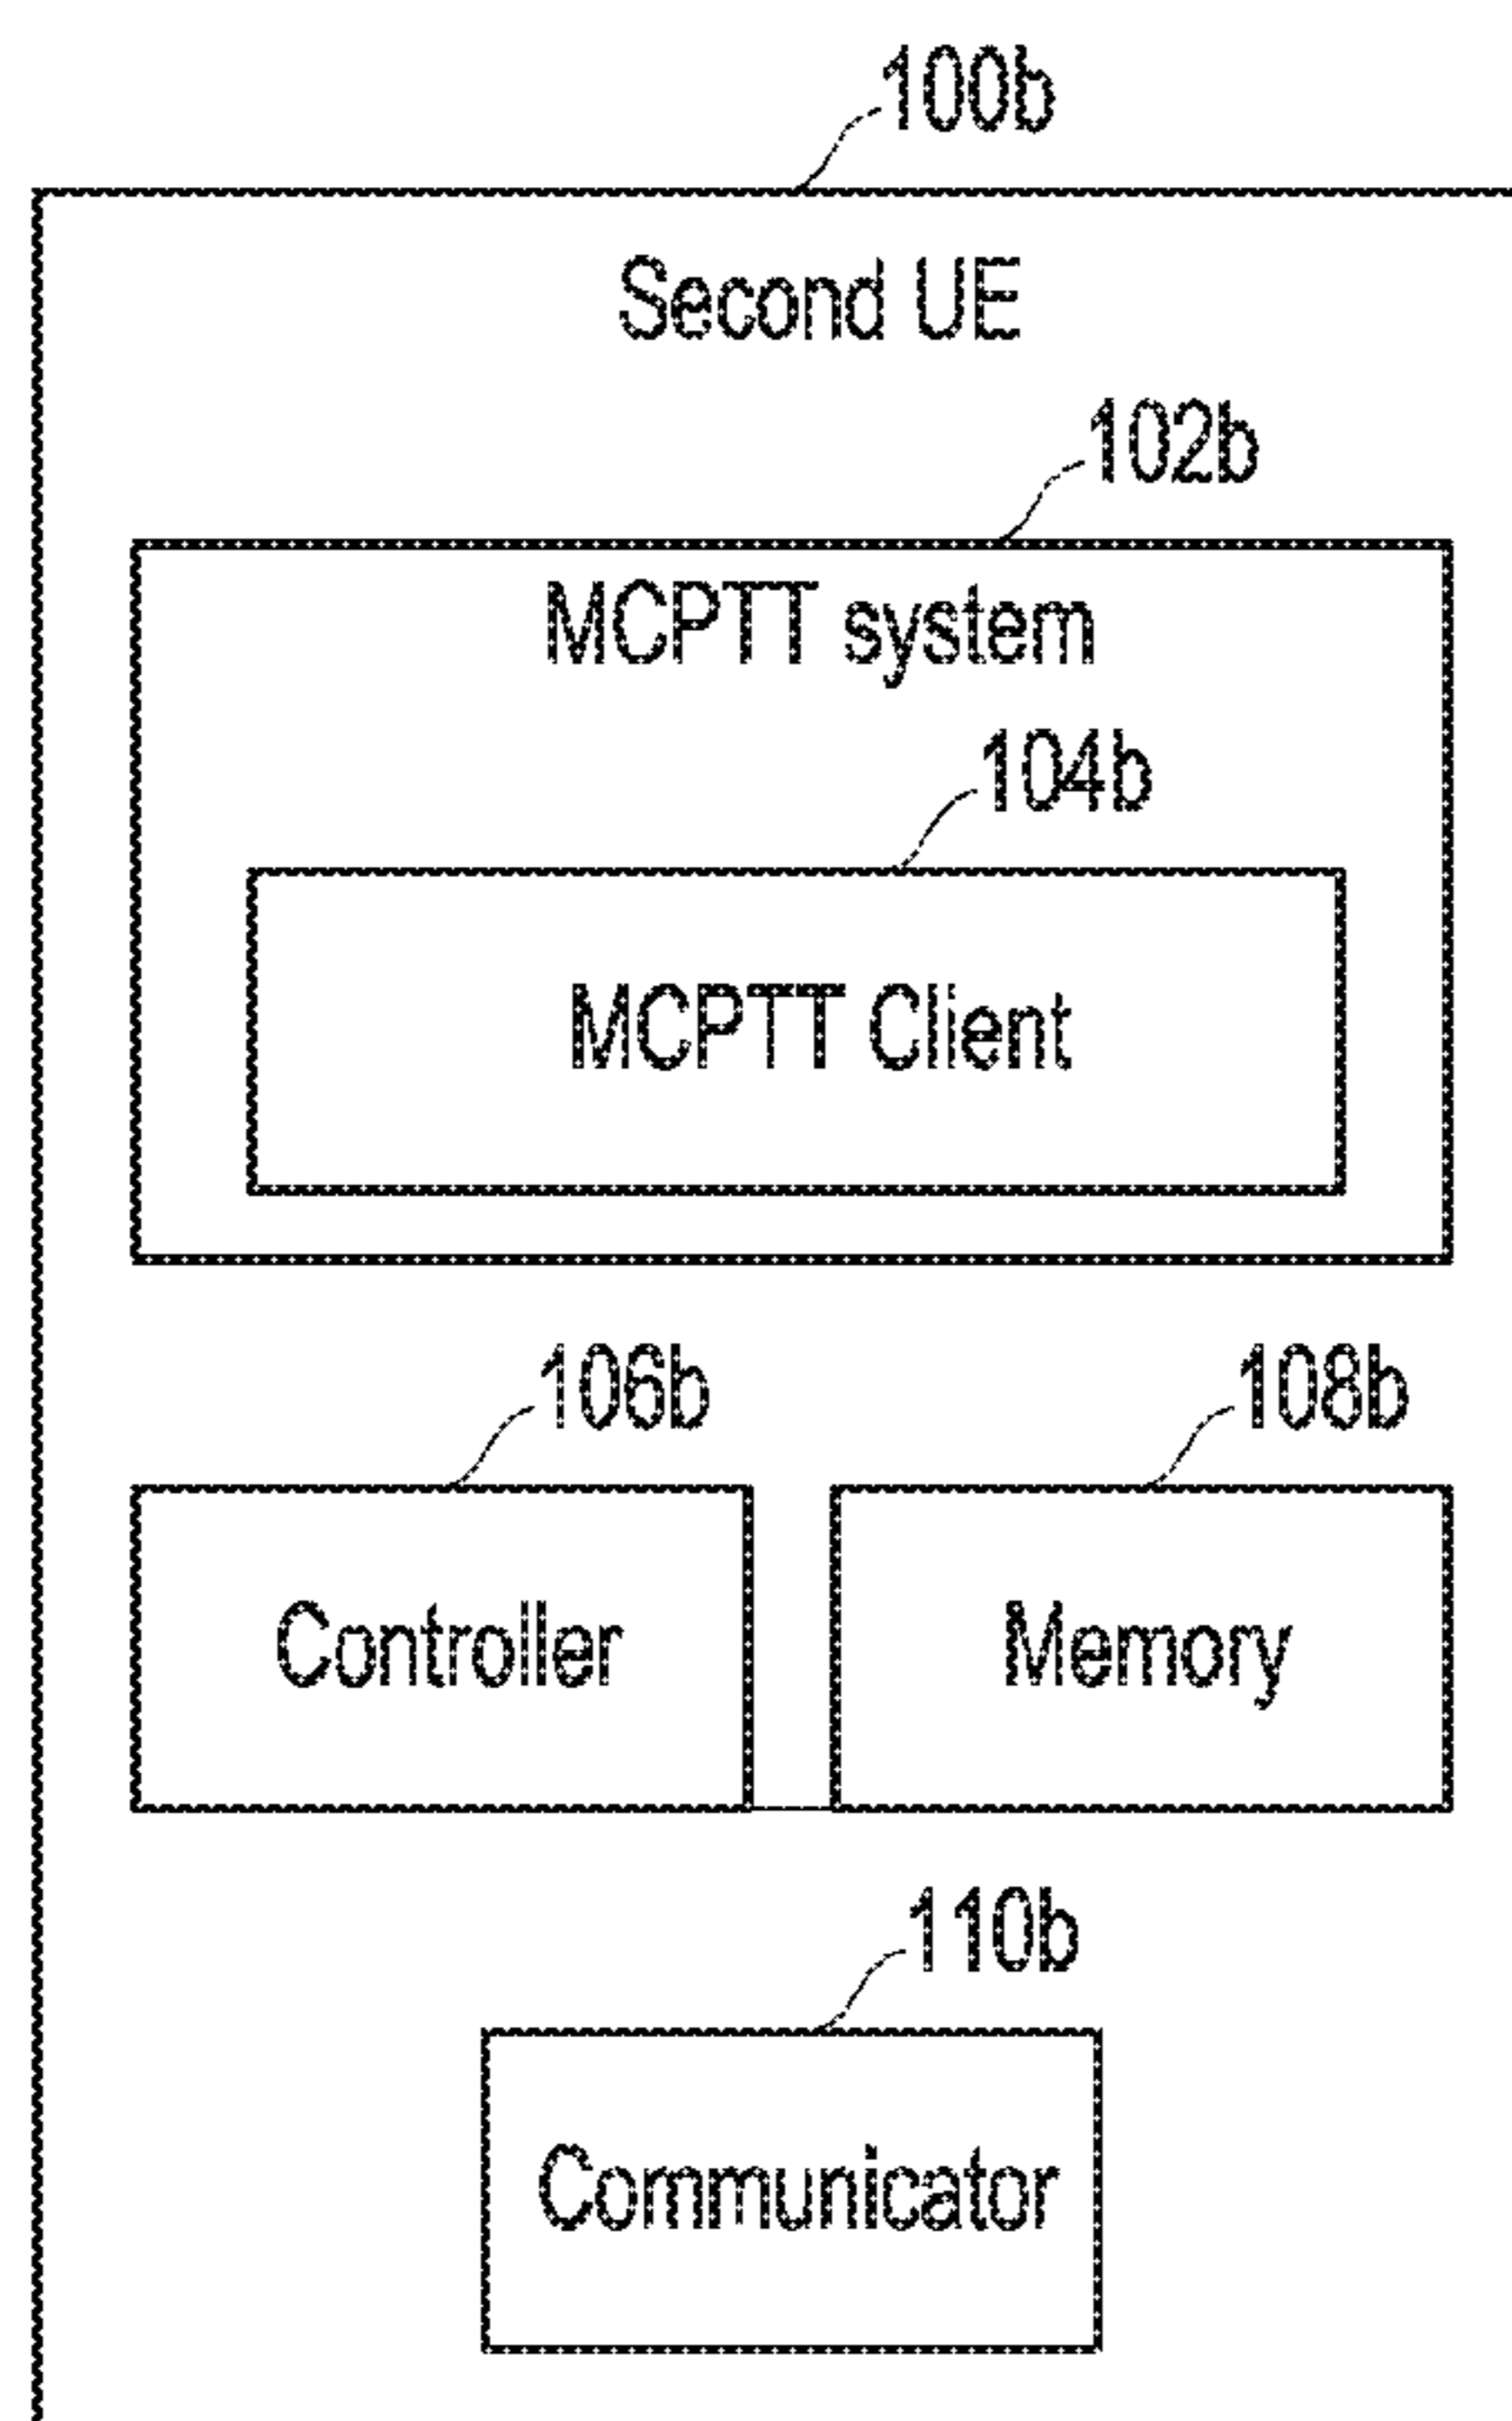 100b
Second UE
102b
MCPTT system
104b
MCPTT Client
106b
108b
Controller
Memory
110b
Communicator